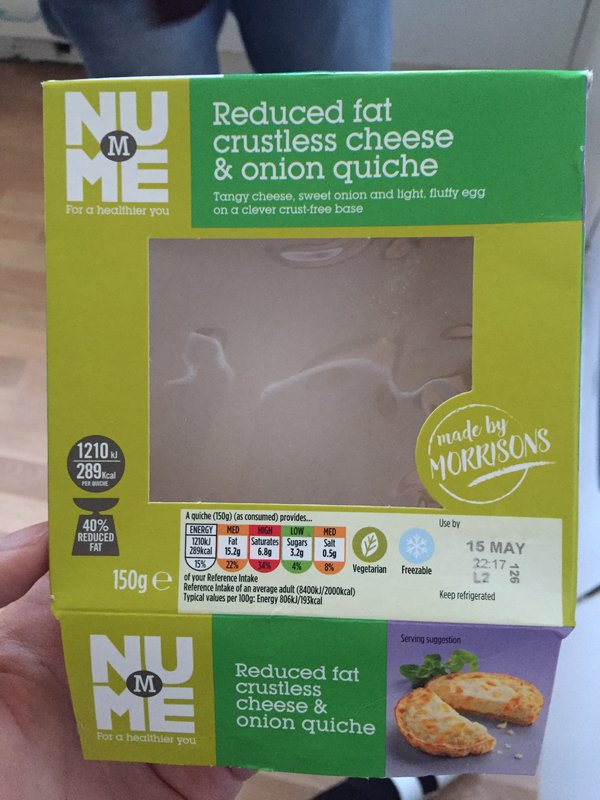 NU
M
ME
For a healthier you
Reduced fat
crustless cheese
& onion quiche
Tangy cheese, sweet onion and light, fluffy egg
on a clever crust-free base
made by
MORRISONS
1210 kJ
289 Kcal
PER QUICHE
40%
REDUCED
FAT
150g e
A quiche (150g) (as consumed) provides...
ENERGY MED HIGH LOW MED
1210kJ Fat Saturates Sugars Salt
289kcal 15.2g 6.8g 3.2g 0.5g
15% 22% 34% 4% 8%
of your Reference Intake
Reference Intake of an average adult (8400kJ/2000kcal)
Typical values per 100g: Energy 806kJ/193kcal
Vegetarian
Freezable
Use by
15 MAY
22:17 126
L2
Keep refrigerated
NU
M
ME
For a healthier you
Reduced fat
crustless
cheese &
onion quiche
Serving suggestion